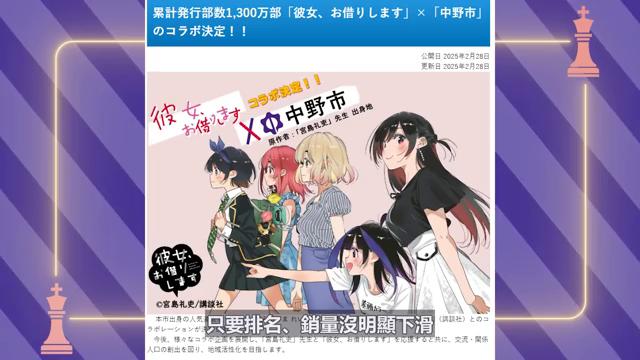 累計発行部数1,300万部「彼女、お借りします」×「中野市」
のコラボ決定！！
公開日 2025年2月28日
更新日 2025年2月28日
コラボ決定！！
彼女、
お借りします
×
中野市
原作者：「宮島礼吏」先生 出身地
彼女、
お借り
します
©宮島礼吏/講談社
本市出身の人気
（講談社）とのコ
ラボレーションが
只要排名、銷量沒明顯下滑
今後、様々なコラボ企画を展開し、「宮島礼吏」先生と「彼女、お借りします」を応援すると共に、交流・関係
人口の創出を図り、地域活性化を目指します。